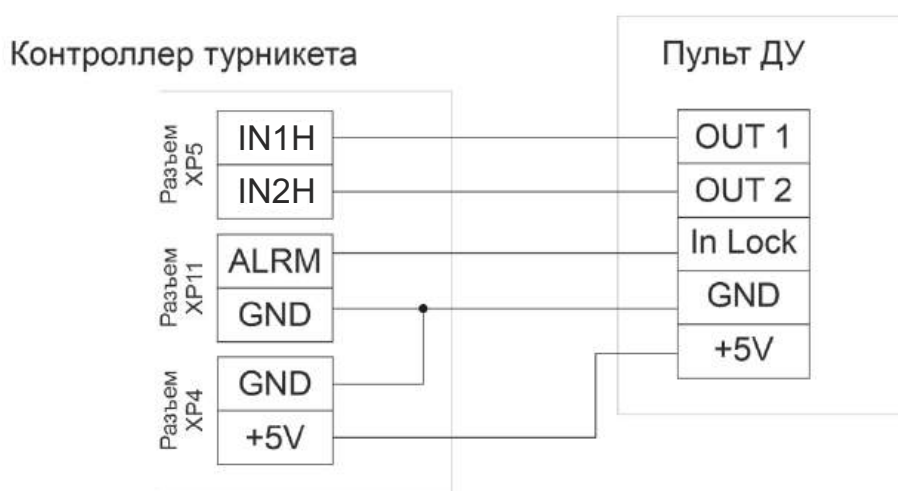 Контроллер турникета
Пульт ДУ
Разъем
XP5
IN1H
IN2H
Разъем
XP11
ALRM
GND
Разъем
XP4
GND
+5V
OUT 1
OUT 2
In Lock
GND
+5V